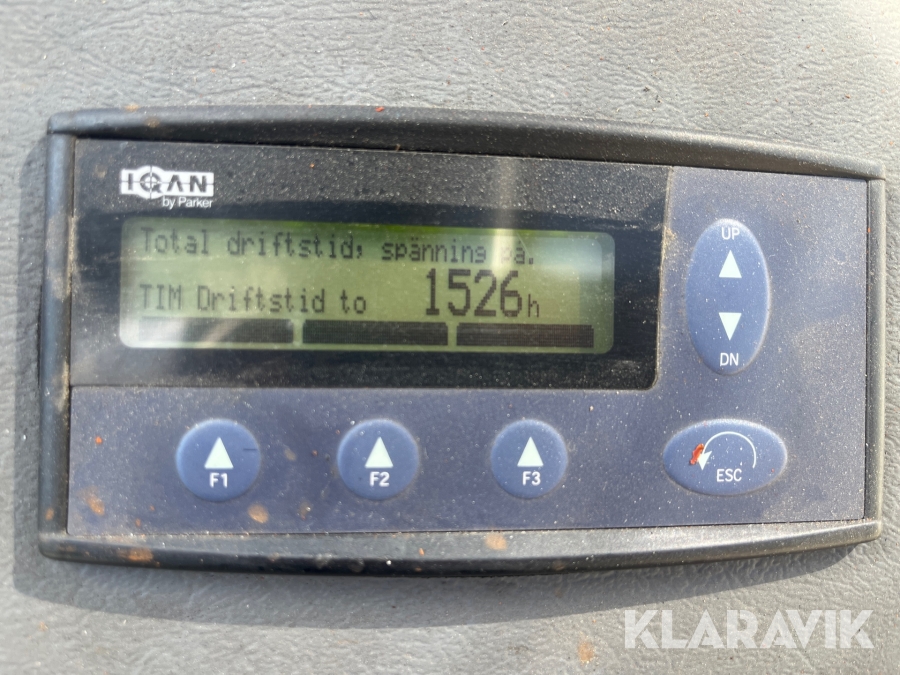 IQAN
by Parker
Total driftstid, spänning på.
TIM Driftstid to 1526h
UP
DN
F1
F2
F3
ESC
KLARAVIK